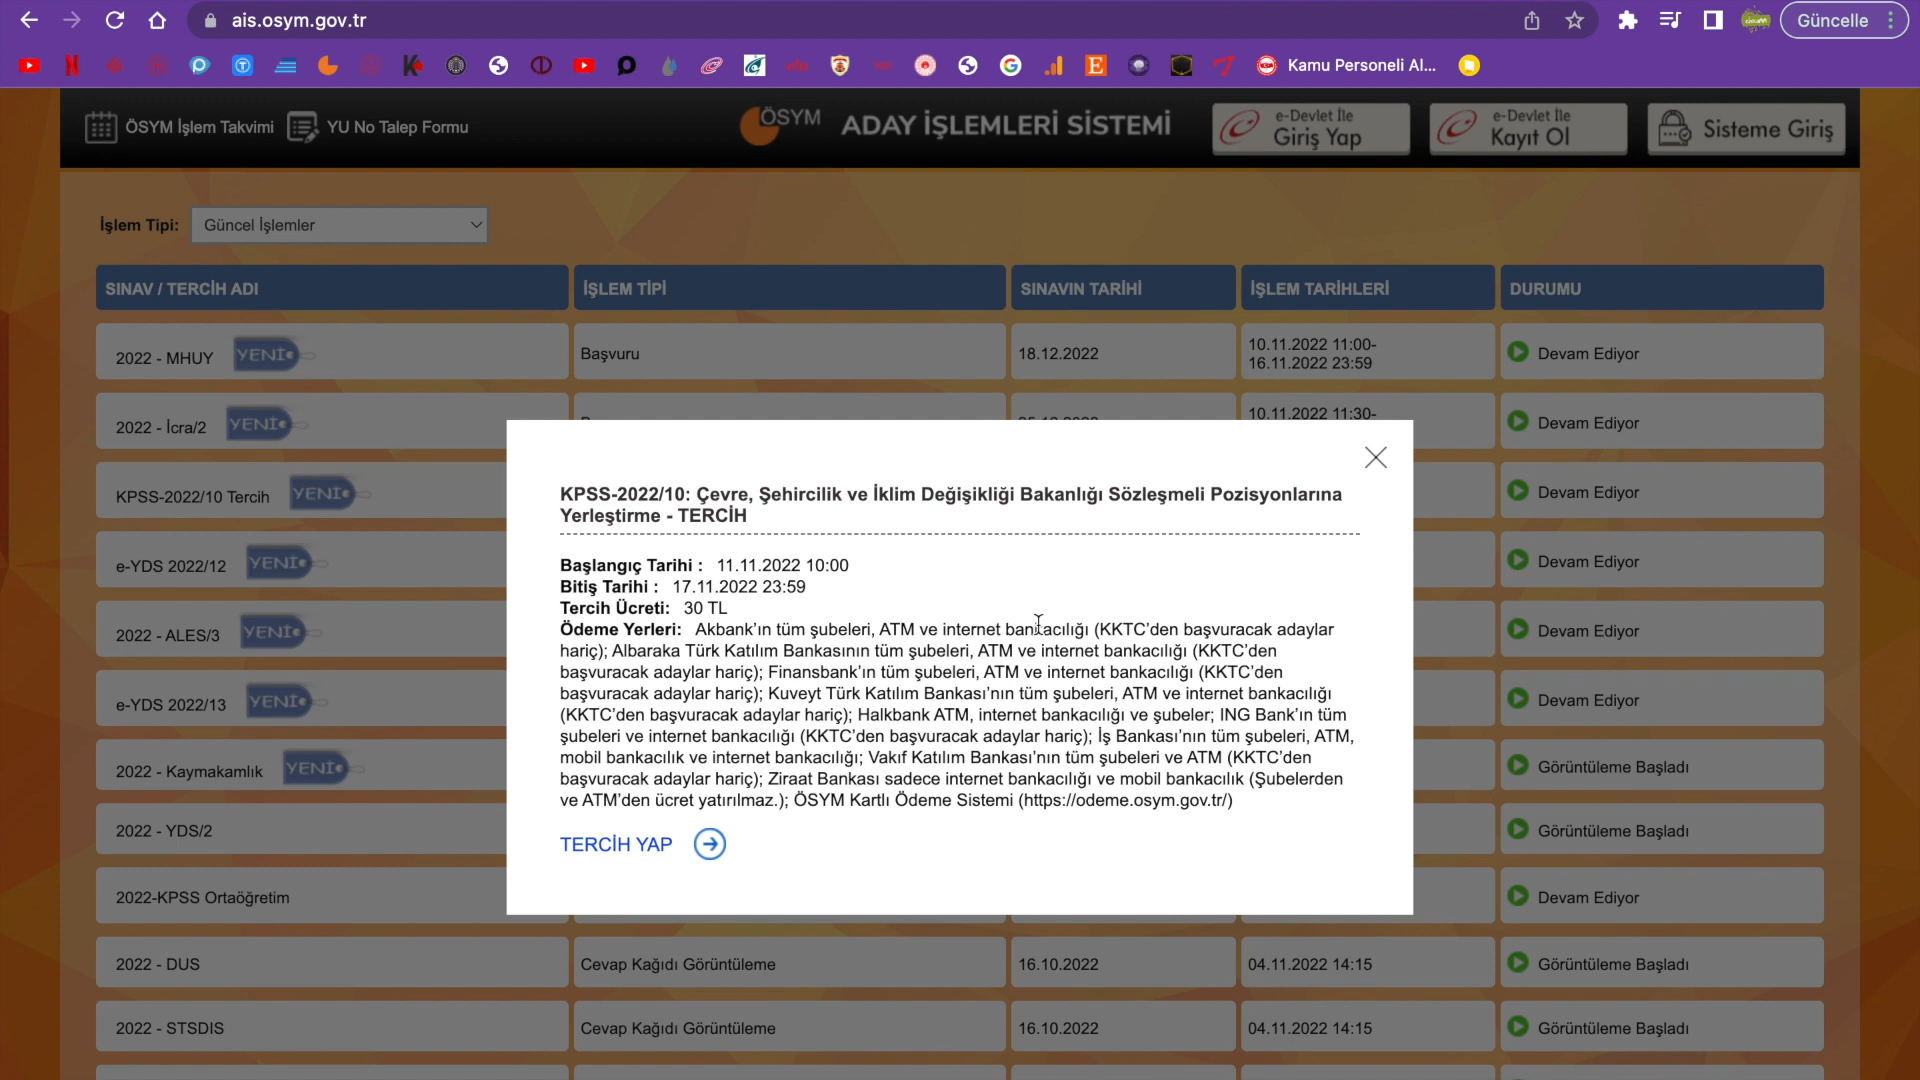 ais.osym.gov.tr
Güncelle
Kamu Personeli Al...
ÖSYM İşlem Takvimi
YU No Talep Formu
ÖSYM
ADAY İŞLEMLERİ SİSTEMİ
e-Devlet İle
Giriş Yap
e-Devlet İle
Kayıt Ol
Sisteme Giriş
İşlem Tipi:
Güncel İşlemler
SINAV / TERCİH ADI
İŞLEM TİPİ
SINAVIN TARİHİ
İŞLEM TARİHLERİ
DURUMU
2022 - MHUY
YENİ
Başvuru
18.12.2022
10.11.2022 11:00-
16.11.2022 23:59
Devam Ediyor
2022 - İcra/2
YENİ
10.11.2022 11:30-
Devam Ediyor
KPSS-2022/10 Tercih
YENİ
Devam Ediyor
e-YDS 2022/12
YENİ
Devam Ediyor
2022 - ALES/3
YENİ
Devam Ediyor
e-YDS 2022/13
YENİ
Devam Ediyor
2022 - Kaymakamlık
YENİ
Görüntüleme Başladı
2022 - YDS/2
Görüntüleme Başladı
2022-KPSS Ortaöğretim
Devam Ediyor
2022 - DUS
Cevap Kağıdı Görüntüleme
16.10.2022
04.11.2022 14:15
Görüntüleme Başladı
2022 - STSDIS
Cevap Kağıdı Görüntüleme
16.10.2022
04.11.2022 14:15
Görüntüleme Başladı
KPSS-2022/10: Çevre, Şehircilik ve İklim Değişikliği Bakanlığı Sözleşmeli Pozisyonlarına
Yerleştirme - TERCİH
Başlangıç Tarihi : 11.11.2022 10:00
Bitiş Tarihi : 17.11.2022 23:59
Tercih Ücreti: 30 TL
Ödeme Yerleri: Akbank’ın tüm şubeleri, ATM ve internet bankacılığı (KKTC’den başvuracak adaylar
hariç); Albaraka Türk Katılım Bankasının tüm şubeleri, ATM ve internet bankacılığı (KKTC’den
başvuracak adaylar hariç); Finansbank’ın tüm şubeleri, ATM ve internet bankacılığı (KKTC’den
başvuracak adaylar hariç); Kuveyt Türk Katılım Bankası’nın tüm şubeleri, ATM ve internet bankacılığı
(KKTC’den başvuracak adaylar hariç); Halkbank ATM, internet bankacılığı ve şubeler; ING Bank’ın tüm
şubeleri ve internet bankacılığı (KKTC’den başvuracak adaylar hariç); İş Bankası’nın tüm şubeleri, ATM,
mobil bankacılık ve internet bankacılığı; Vakıf Katılım Bankası’nın tüm şubeleri ve ATM (KKTC’den
başvuracak adaylar hariç); Ziraat Bankası sadece internet bankacılığı ve mobil bankacılık (Şubelerden
ve ATM’den ücret yatırılmaz.); ÖSYM Kartlı Ödeme Sistemi (https://odeme.osym.gov.tr/)
TERCİH YAP